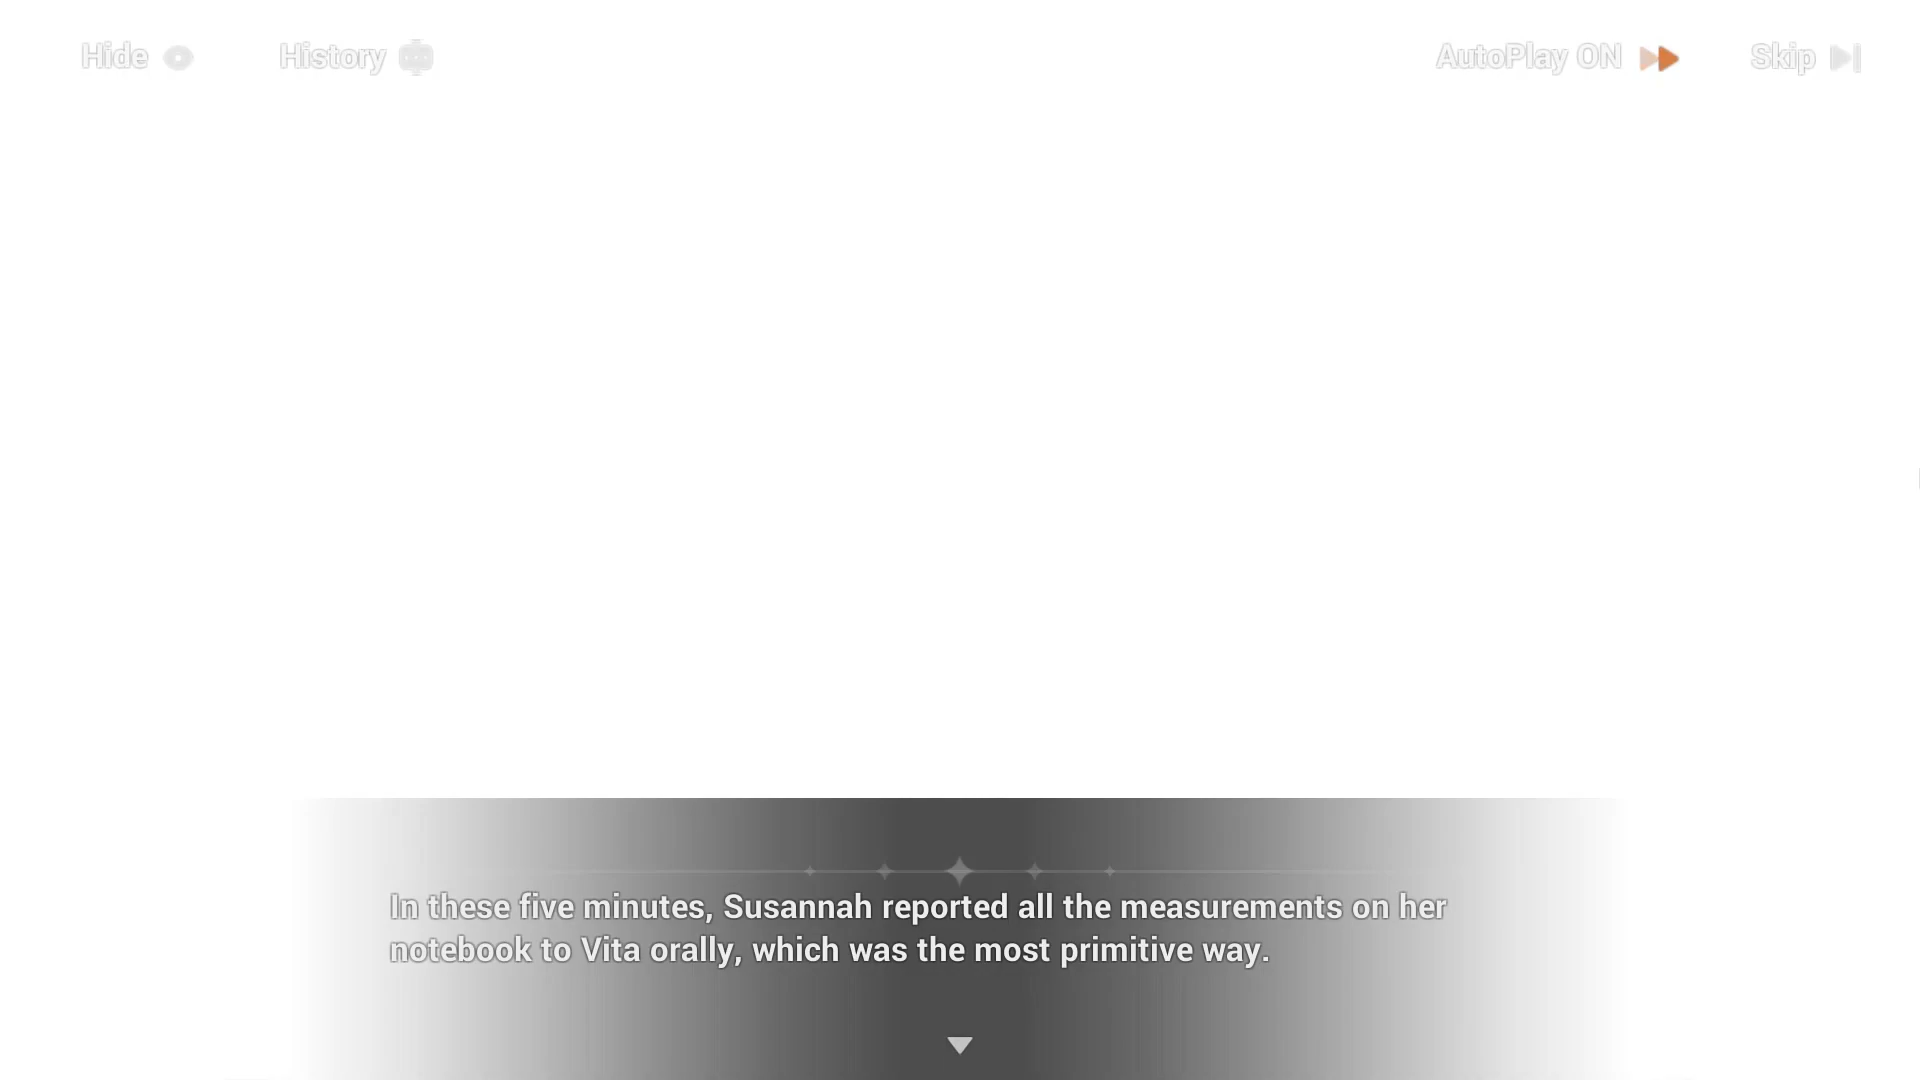 Hide
History
AutoPlay ON
Skip
In these five minutes, Susannah reported all the measurements on her
notebook to Vita orally, which was the most primitive way.